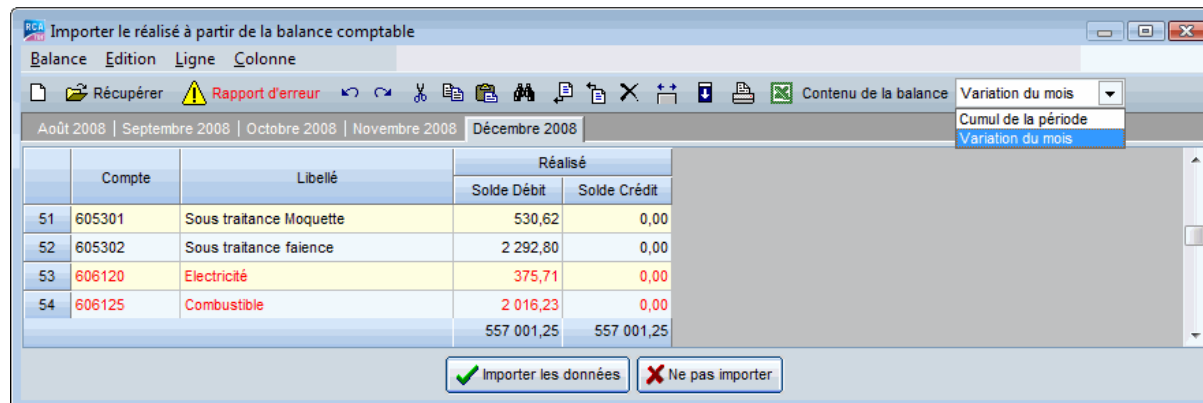 RCA Importer le réalisé à partir de la balance comptable
Balance Edition Ligne Colonne
Récupérer Rapport d'erreur Contenu de la balance Variation du mois
Cumul de la période
Variation du mois
Août 2008 | Septembre 2008 | Octobre 2008 | Novembre 2008 Décembre 2008
Compte Libellé Réalisé
Solde Débit Solde Crédit
51 605301 Sous traitance Moquette 530,62 0,00
52 605302 Sous traitance faience 2 292,80 0,00
53 606120 Electricité 375,71 0,00
54 606125 Combustible 2 016,23 0,00
557 001,25 557 001,25
Importer les données Ne pas importer